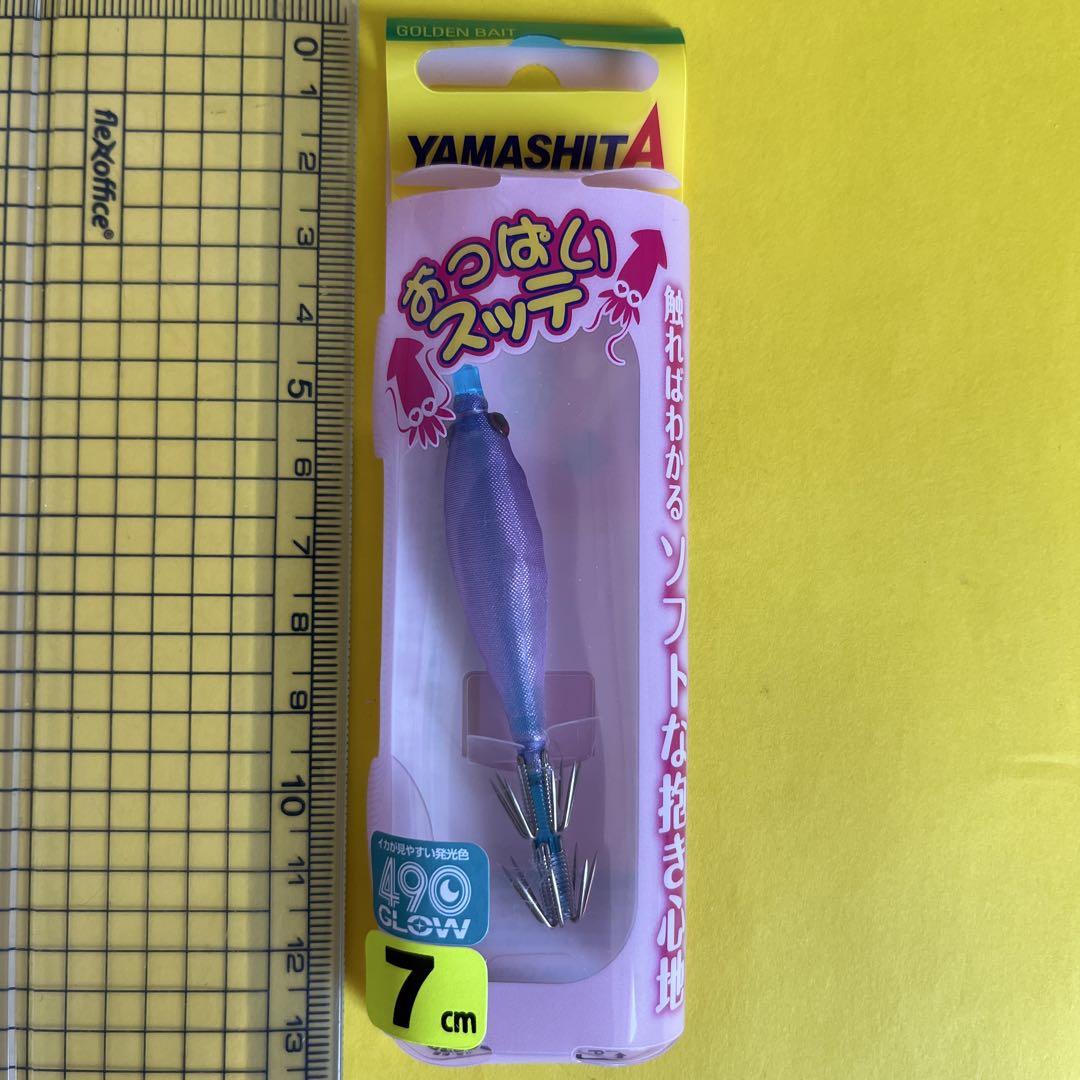 0
1
2
3
4
5
6
7
8
9
10
11
12
13
flexoffice®
GOLDEN BAIT
YAMASHITA
おっぱい
スッテ
触ればわかるソフトな抱き心地
イカが見やすい発光色
490
GLOW
7cm